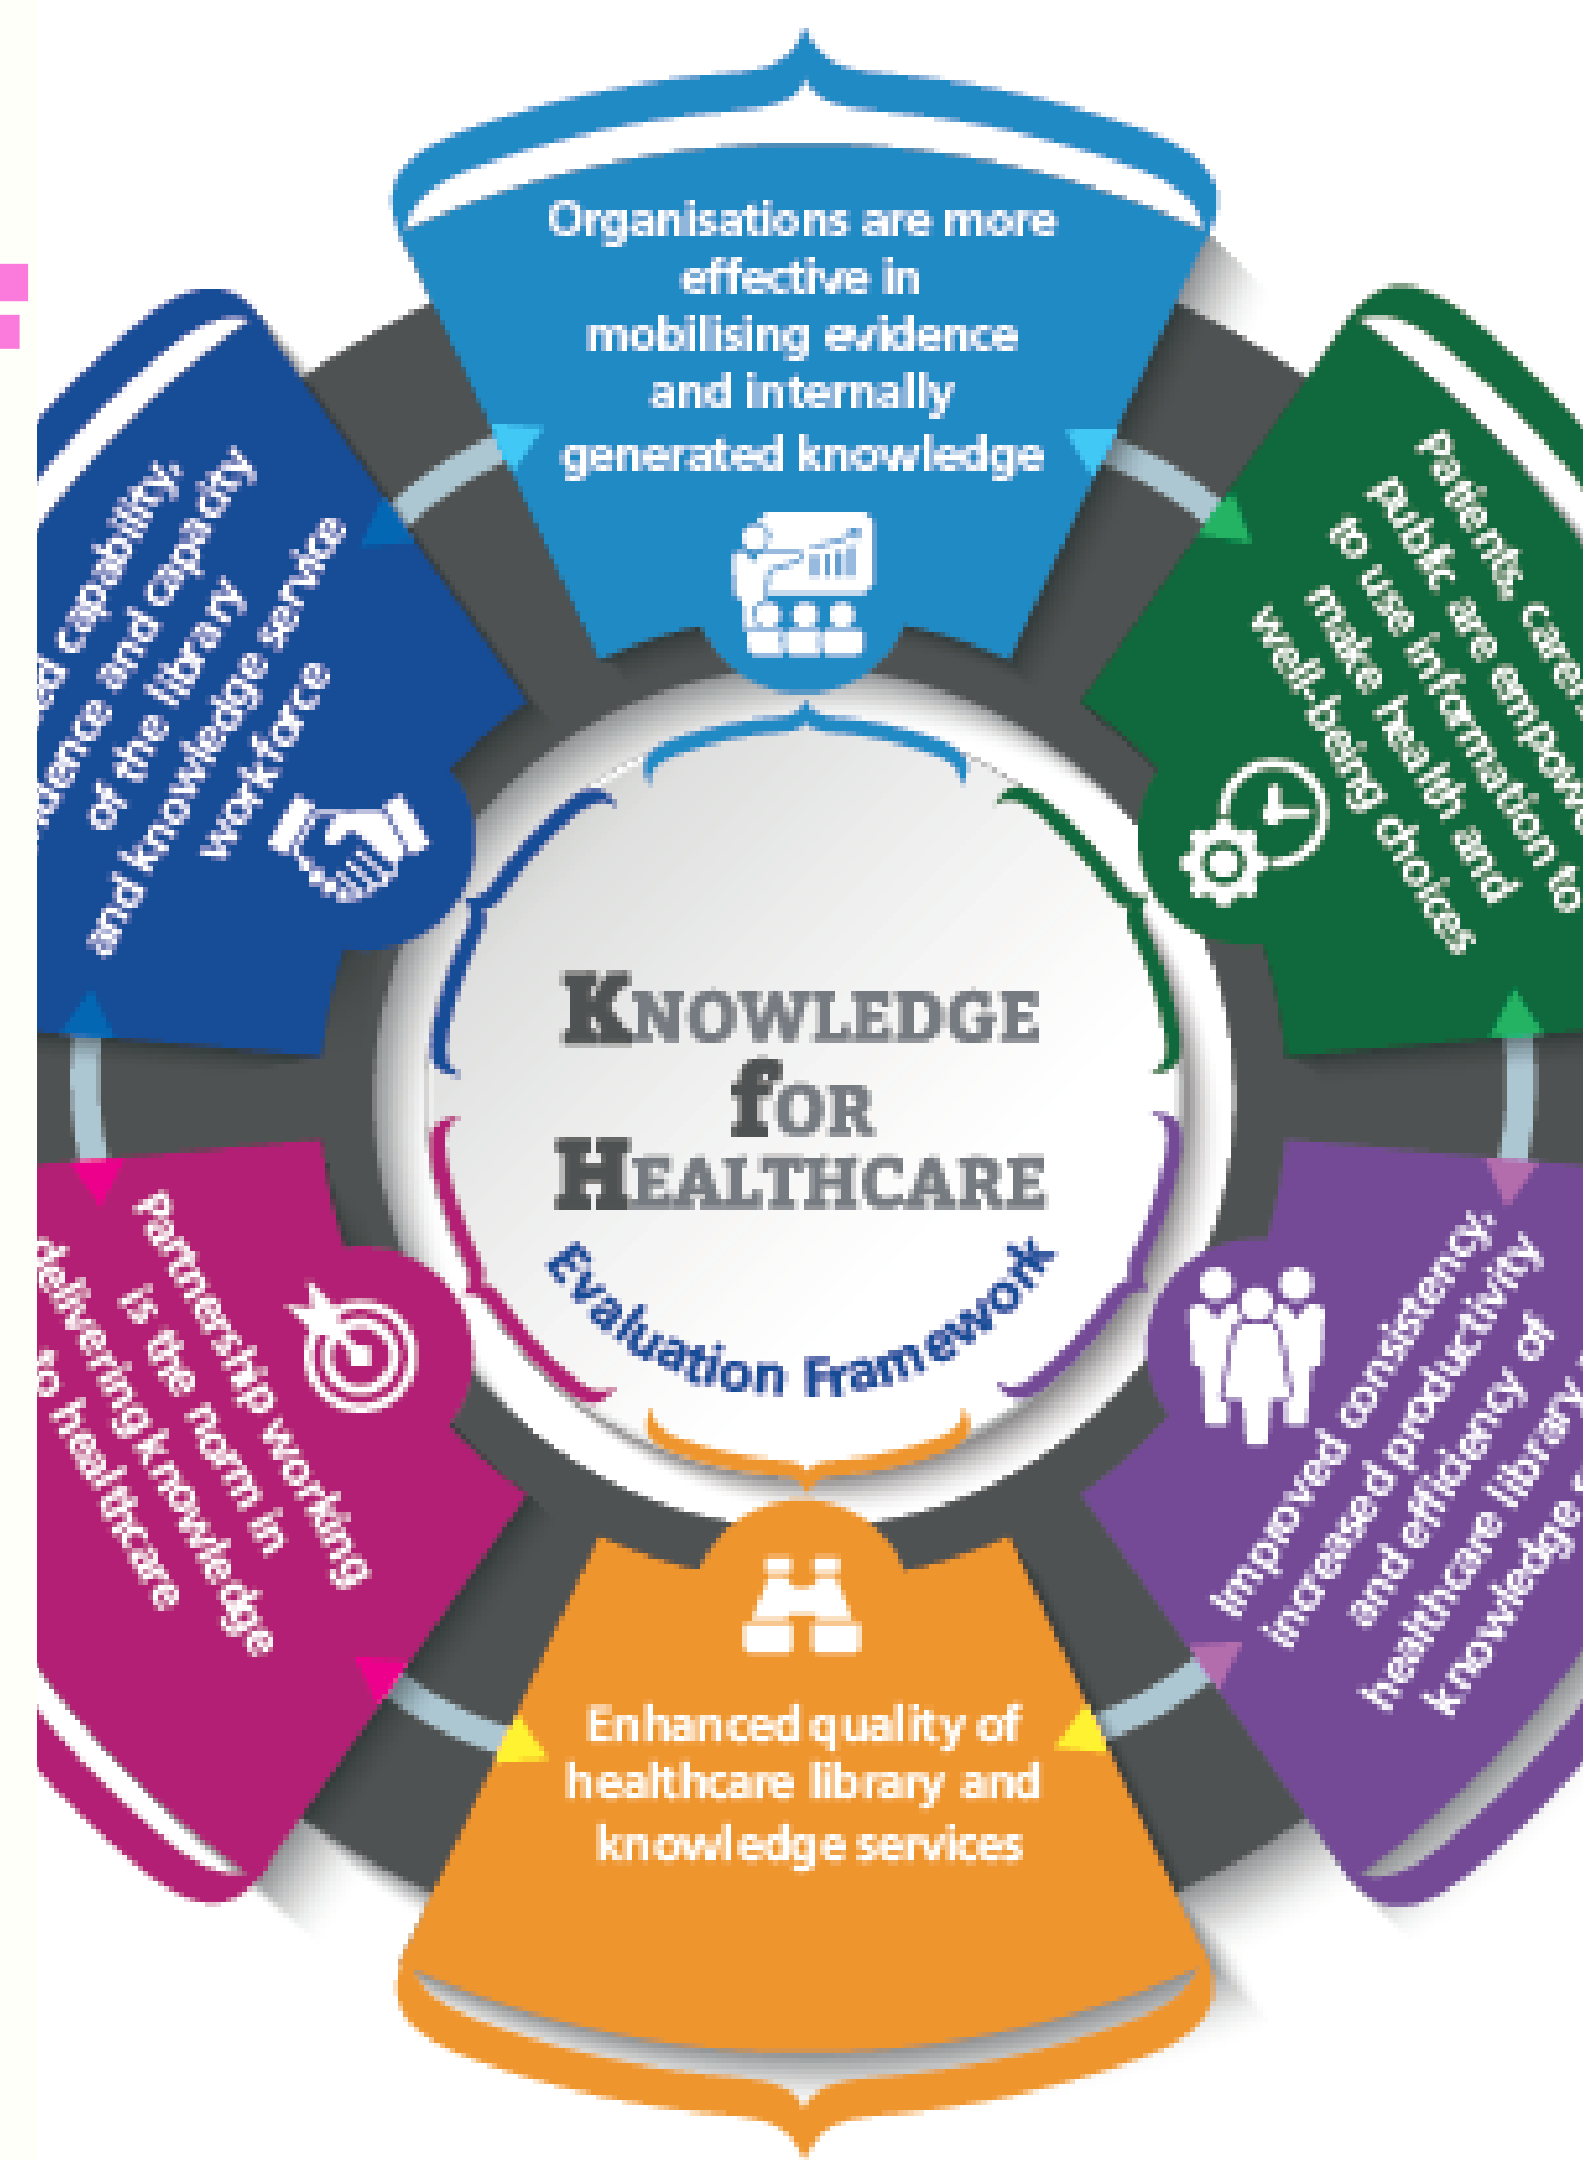 Organisations are more
effective in
mobilising evidence
and internally
generated knowledge
Patients,
public are
to use information to
make health and
well-being choices
Improved consistency,
increased productivity
and efficiency of
healthcare library
knowledge
Enhanced quality of
healthcare library and
knowledge services
Partnership working
is the norm in
delivering knowledge
to healthcare
capability,
and capacity
of the library
and knowledge service
workforce
KNOWLEDGE
fOR
HEALTHCARE
Evaluation Framework